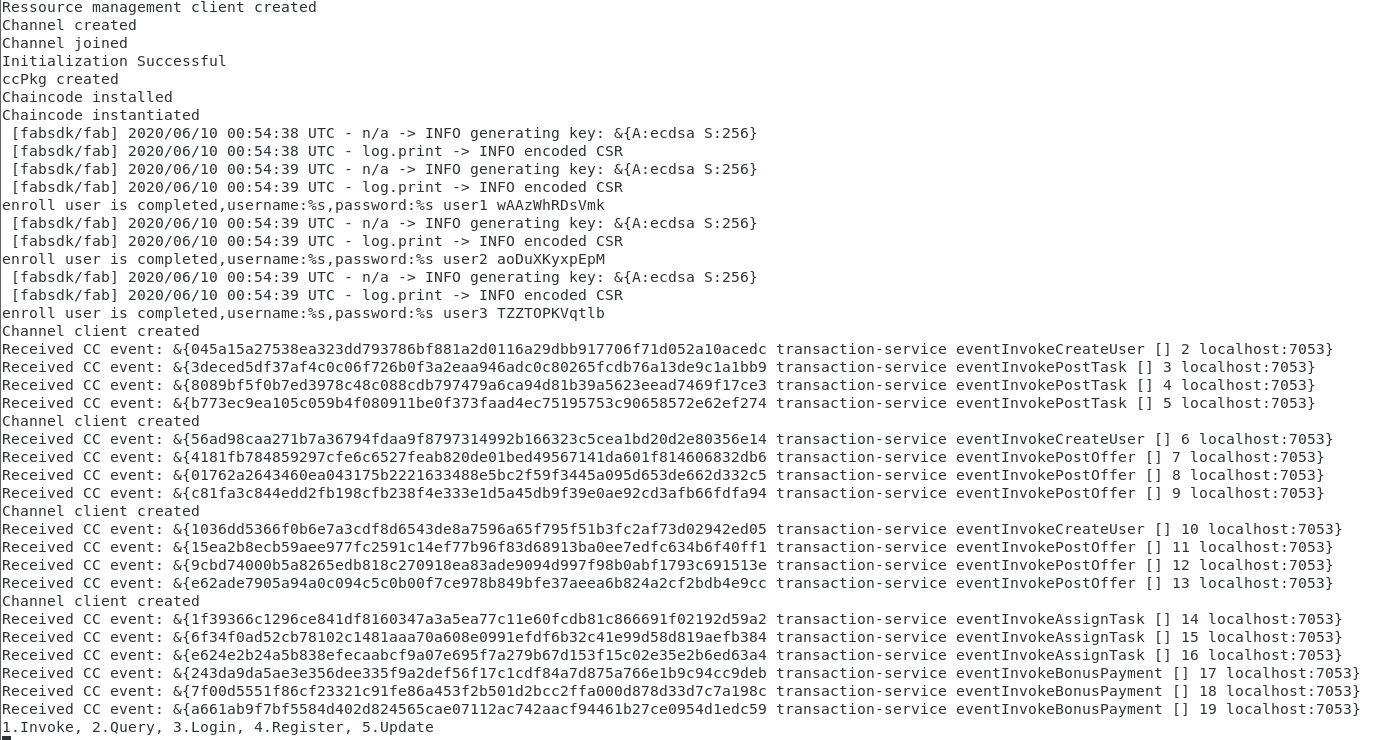 Ressource management client created
Channel created
Channel joined
Initialization Successful
ccPkg created
Chaincode installed
Chaincode instantiated
[fabsdk/fab] 2020/06/10 00:54:38 UTC - n/a -> INFO generating key: &{A:ecdsa S:256}
[fabsdk/fab] 2020/06/10 00:54:38 UTC - log.print -> INFO encoded CSR
[fabsdk/fab] 2020/06/10 00:54:39 UTC - n/a -> INFO generating key: &{A:ecdsa S:256}
[fabsdk/fab] 2020/06/10 00:54:39 UTC - log.print -> INFO encoded CSR
enroll user is completed,username:%s,password:%s user1 wAAzWhRDsVmk
[fabsdk/fab] 2020/06/10 00:54:39 UTC - n/a -> INFO generating key: &{A:ecdsa S:256}
[fabsdk/fab] 2020/06/10 00:54:39 UTC - log.print -> INFO encoded CSR
enroll user is completed,username:%s,password:%s user2 aoDuXKyxpEpM
[fabsdk/fab] 2020/06/10 00:54:39 UTC - n/a -> INFO generating key: &{A:ecdsa S:256}
[fabsdk/fab] 2020/06/10 00:54:39 UTC - log.print -> INFO encoded CSR
enroll user is completed,username:%s,password:%s user3 TZZTOPKVqtlb
Channel client created
Received CC event: &{045a15a27538ea323dd793786bf881a2d0116a29dbb917706f71d052a10acedc transaction-service eventInvokeCreateUser [] 2 localhost:7053}
Received CC event: &{3deced5df37af4c0c06f726b0f3a2eaa946adc0c80265fcdb76a13de9c1a1bb9 transaction-service eventInvokePostTask [] 3 localhost:7053}
Received CC event: &{8089bf5f0b7ed3978c48c088cdb797479a6ca94d81b39a5623eead7469f17ce3 transaction-service eventInvokePostTask [] 4 localhost:7053}
Received CC event: &{b773ec9ea105c059b4f080911be0f373faad4ec75195753c90658572e62ef274 transaction-service eventInvokePostTask [] 5 localhost:7053}
Channel client created
Received CC event: &{56ad98caa271b7a36794fdaa9f8797314992b166323c5cea1bd20d2e80356e14 transaction-service eventInvokeCreateUser [] 6 localhost:7053}
Received CC event: &{4181fb784859297cfe6c6527feab820de01bed49567141da601f814606832db6 transaction-service eventInvokePostOffer [] 7 localhost:7053}
Received CC event: &{01762a2643460ea043175b2221633488e5bc2f59f3445a095d653de662d332c5 transaction-service eventInvokePostOffer [] 8 localhost:7053}
Received CC event: &{c81fa3c844edd2fb198cfb238f4e333e1d5a45db9f39e0ae92cd3afb66fdfa94 transaction-service eventInvokePostOffer [] 9 localhost:7053}
Channel client created
Received CC event: &{1036dd5366f0b6e7a3cdf8d6543de8a7596a65f795f51b3fc2af73d02942ed05 transaction-service eventInvokeCreateUser [] 10 localhost:7053}
Received CC event: &{15ea2b8ecb59aee977fc2591c14ef77b96f83d68913ba0ee7edfc634b6f40ff1 transaction-service eventInvokePostOffer [] 11 localhost:7053}
Received CC event: &{9cbd74000b5a8265edb818c270918ea83ade9094d997f98b0abf1793c691513e transaction-service eventInvokePostOffer [] 12 localhost:7053}
Received CC event: &{e62ade7905a94a0c094c5c0b00f7ce978b849bfe37aeea6b824a2cf2bdb4e9cc transaction-service eventInvokePostOffer [] 13 localhost:7053}
Channel client created
Received CC event: &{1f39366c1296ce841df8160347a3a5ea77c11e60fcdb81c866691f02192d59a2 transaction-service eventInvokeAssignTask [] 14 localhost:7053}
Received CC event: &{6f34f0ad52cb78102c1481aaa70a608e0991efdf6b32c41e99d58d819aefb384 transaction-service eventInvokeAssignTask [] 15 localhost:7053}
Received CC event: &{e624e2b24a5b838efecaabcf9a07e695f7a279b67d153f15c02e35e2b6ed63a4 transaction-service eventInvokeAssignTask [] 16 localhost:7053}
Received CC event: &{243da9da5ae3e356dee335f9a2def56f17c1cdf84a7d875a766e1b9c94cc9deb transaction-service eventInvokeBonusPayment [] 17 localhost:7053}
Received CC event: &{7f00d5551f86cf23321c91fe86a453f2b501d2bcc2ffa000d878d33d7c7a198c transaction-service eventInvokeBonusPayment [] 18 localhost:7053}
Received CC event: &{a661ab9f7bf5584d402d824565cae07112ac742aacf94461b27ce0954d1edc59 transaction-service eventInvokeBonusPayment [] 19 localhost:7053}
1.Invoke, 2.Query, 3.Login, 4.Register, 5.Update